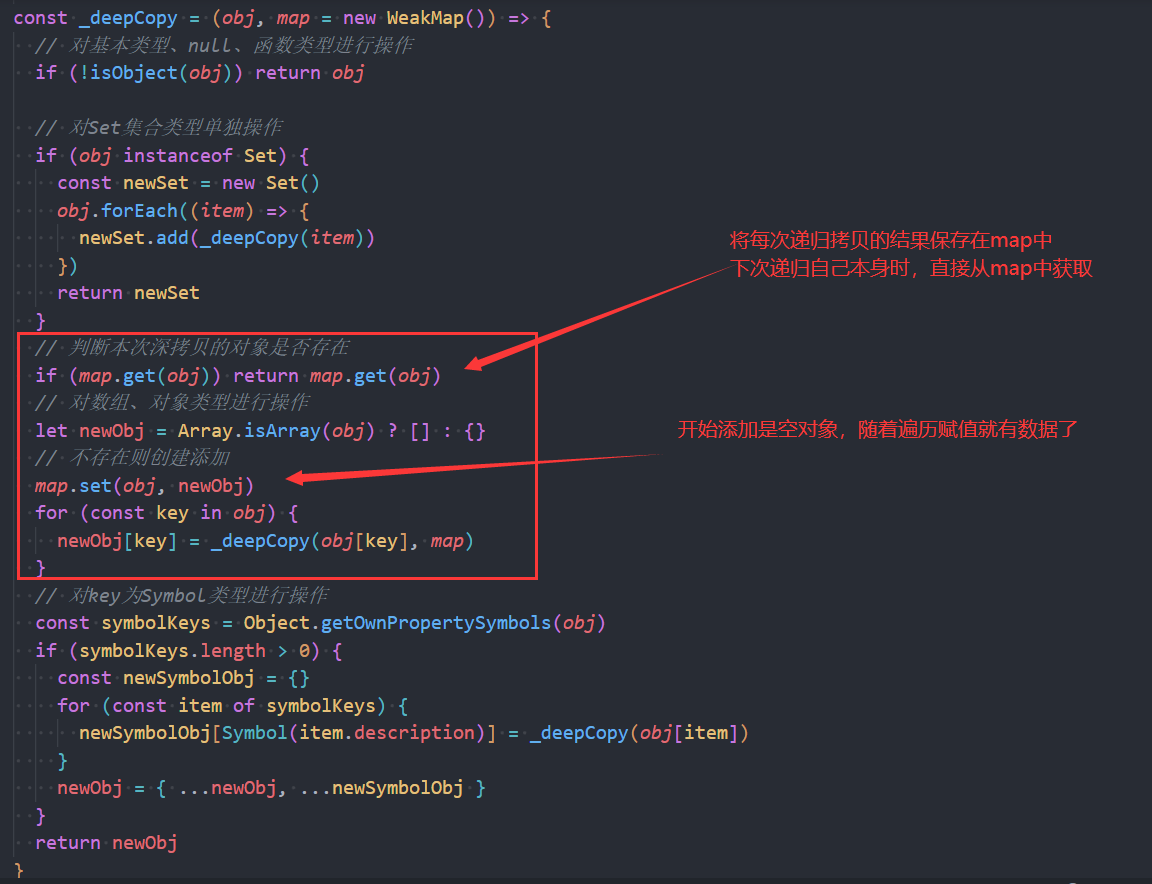 const _deepCopy = (obj, map = new WeakMap()) => {
// 对基本类型、null、函数类型进行操作
if (!isObject(obj)) return obj
// 对Set集合类型单独操作
if (obj instanceof Set) {
const newSet = new Set()
obj.forEach((item) => {
newSet.add(_deepCopy(item))
})
return newSet
}
将每次递归拷贝的结果保存在map中
下次递归自己本身时，直接从map中获取
// 判断本次深拷贝的对象是否存在
if (map.get(obj)) return map.get(obj)
// 对数组、对象类型进行操作
let newObj = Array.isArray(obj) ? [] : {}
开始添加是空对象，随着遍历赋值就有数据了
// 不存在则创建添加
map.set(obj, newObj)
for (const key in obj) {
newObj[key] = _deepCopy(obj[key], map)
}
// 对key为Symbol类型进行操作
const symbolKeys = Object.getOwnPropertySymbols(obj)
if (symbolKeys.length > 0) {
const newSymbolObj = {}
for (const item of symbolKeys) {
newSymbolObj[Symbol(item.description)] = _deepCopy(obj[item])
}
newObj = { ...newObj, ...newSymbolObj }
}
return newObj
}